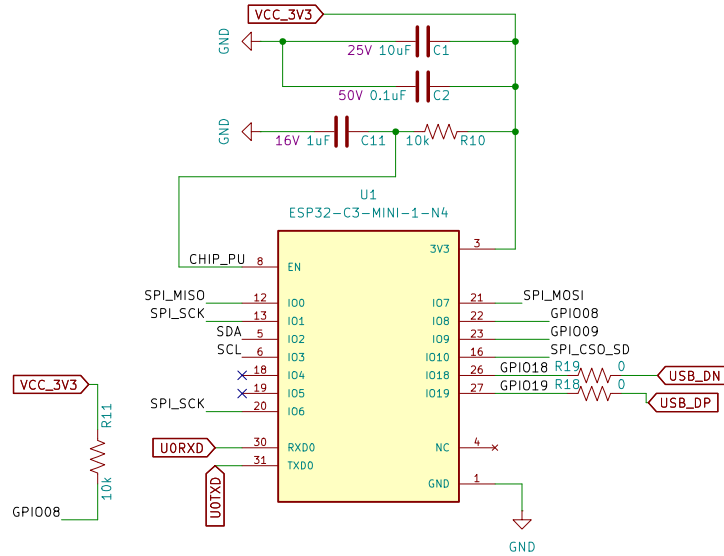 VCC_3V3
GND
25V 10uF C1
50V 0.1uF C2
GND
16V 1uF C11
10k R10
U1
ESP32-C3-MINI-1-N4
3V3 3
CHIP_PU 8 EN
SPI_MISO 12 IO0
IO7 21 SPI_MOSI
SPI_SCK 13 IO1
IO8 22 GPIO08
SDA 5 IO2
IO9 23 GPIO09
SCL 6 IO3
IO10 16 SPI_CSO_SD
18 IO4
IO18 26 GPIO18 R19 0 USB_DN
19 IO5
IO19 27 GPIO19 R18 0 USB_DP
SPI_SCK 20 IO6
U0RXD 30 RXD0
NC 4
U0TXD 31 TXD0
GND 1
GND
VCC_3V3
R11
10k
GPIO08